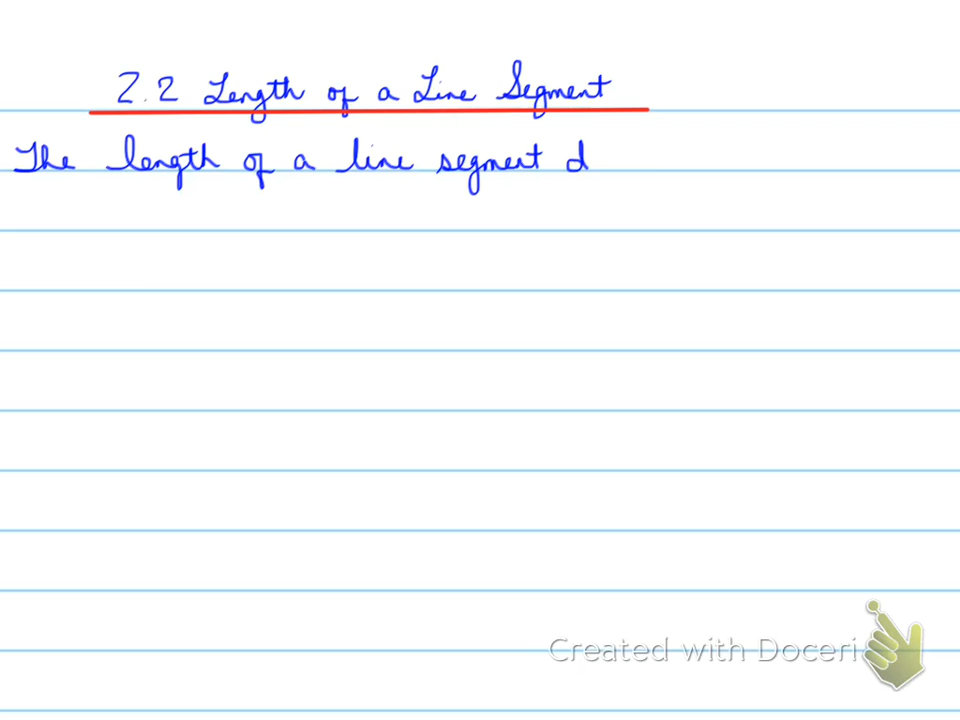 2.2 Length of a Line Segment
The length of a line segment d
Created with Doceri